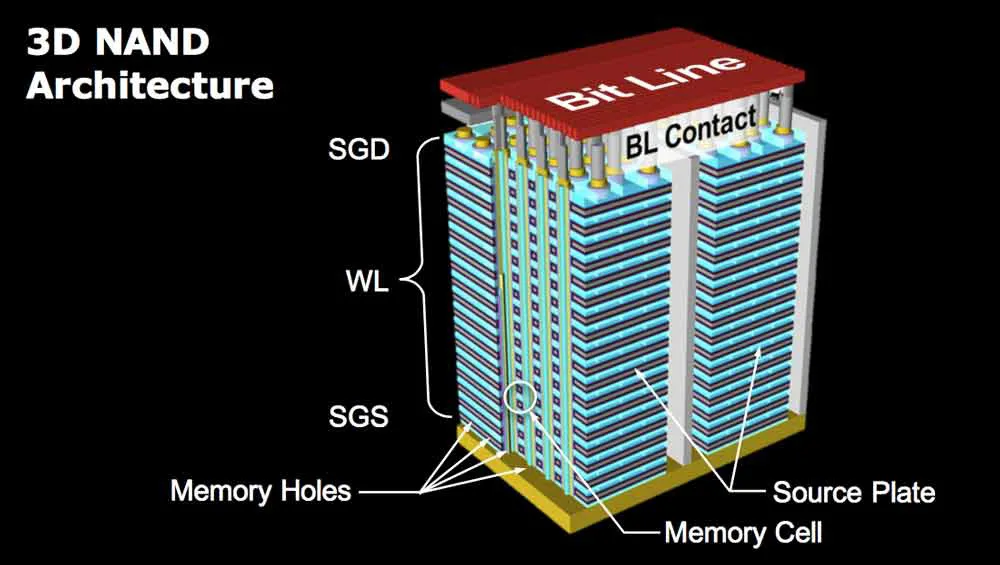 3D NAND
Architecture
Bit Line
BL Contact
SGD
WL
SGS
Memory Holes
Source Plate
Memory Cell